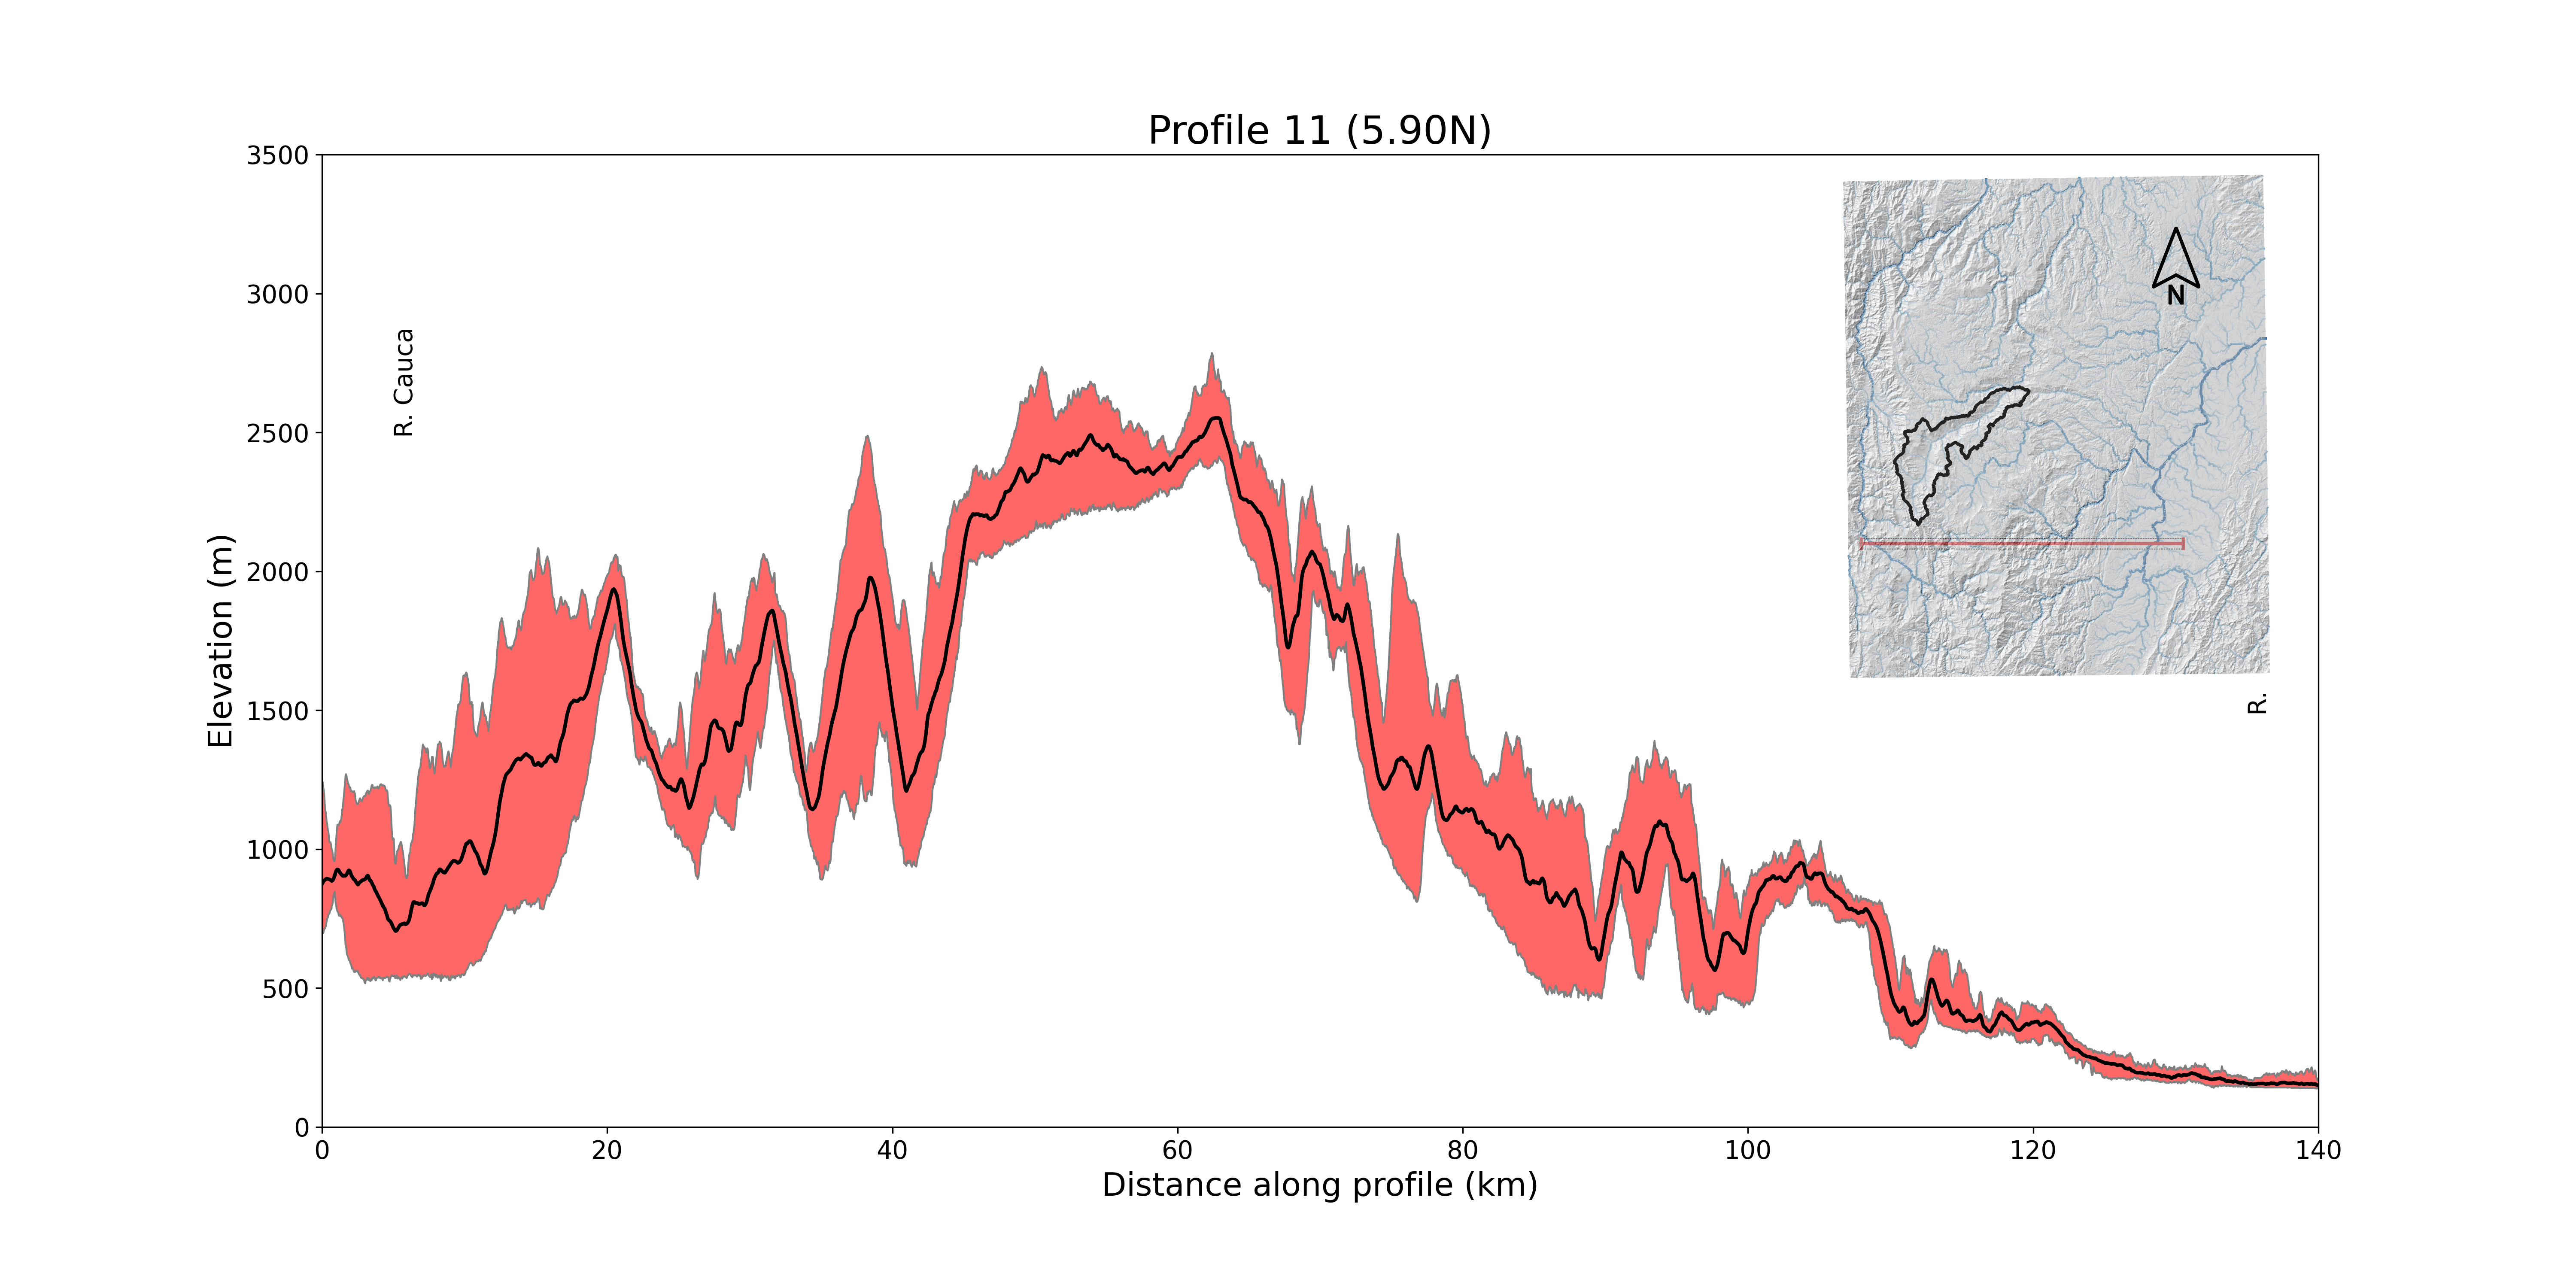 Profile 11 (5.90N)
3500
3000
2500
2000
1500
1000
500
0
Elevation (m)
R. Cauca
N
R.
0 20 40 60 80 100 120 140
Distance along profile (km)